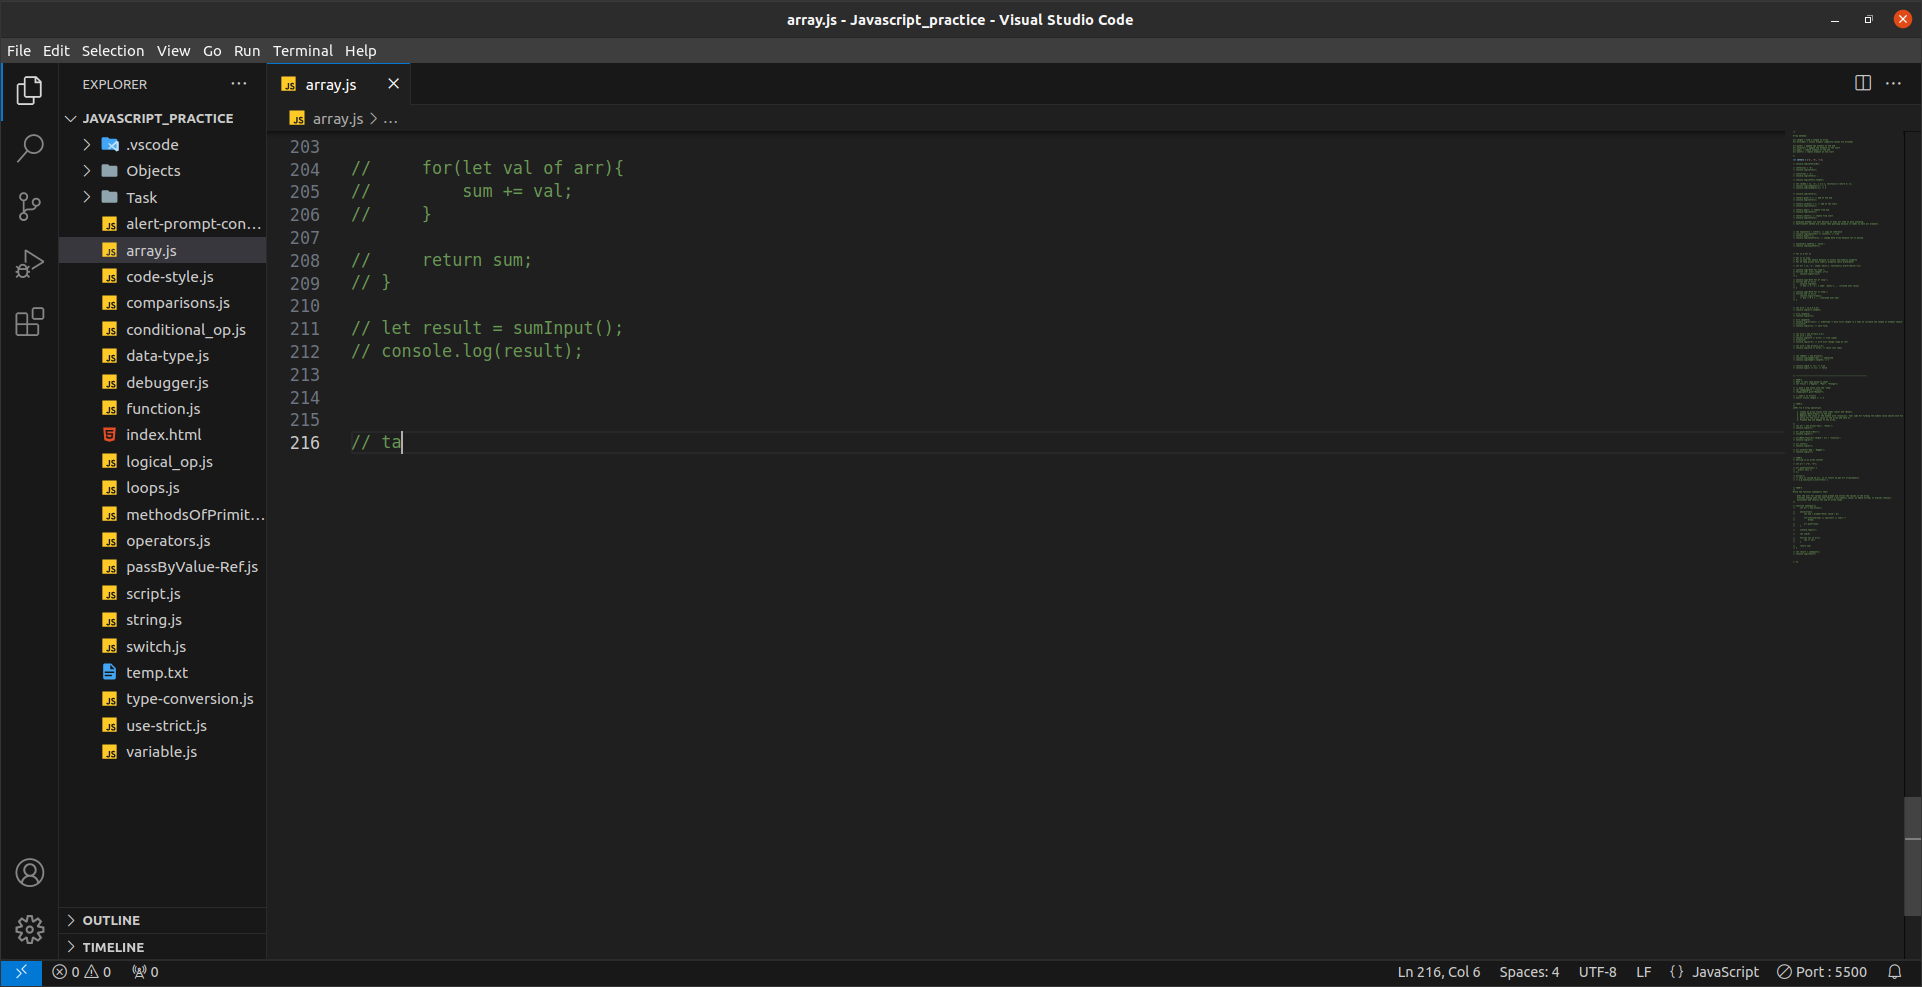 array.js - Javascript_practice - Visual Studio Code
File Edit Selection View Go Run Terminal Help
EXPLORER
JAVASCRIPT_PRACTICE
.vscode
Objects
Task
alert-prompt-con...
array.js
code-style.js
comparisons.js
conditional_op.js
data-type.js
debugger.js
function.js
index.html
logical_op.js
loops.js
methodsOfPrimit...
operators.js
passByValue-Ref.js
script.js
string.js
switch.js
temp.txt
type-conversion.js
use-strict.js
variable.js
OUTLINE
TIMELINE
JS array.js
JS array.js > ...
203
204 //     for(let val of arr){
205 //         sum += val;
206 //     }
207
208 //     return sum;
209 // }
210
211 // let result = sumInput();
212 // console.log(result);
213
214
215
216 // ta
0 0 0 Ln 216, Col 6 Spaces: 4 UTF-8 LF {} JavaScript Port : 5500